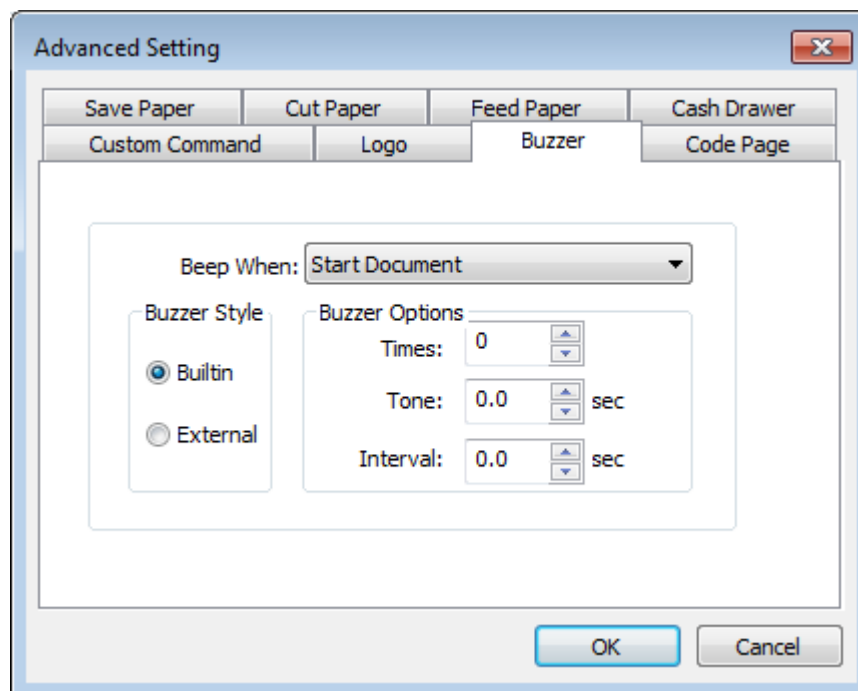 Advanced Setting
Save Paper Cut Paper Feed Paper Cash Drawer
Custom Command Logo Buzzer Code Page
Beep When: Start Document
Buzzer Style Buzzer Options
Times: 0
Builtin
Tone: 0.0 sec
External
Interval: 0.0 sec
OK Cancel